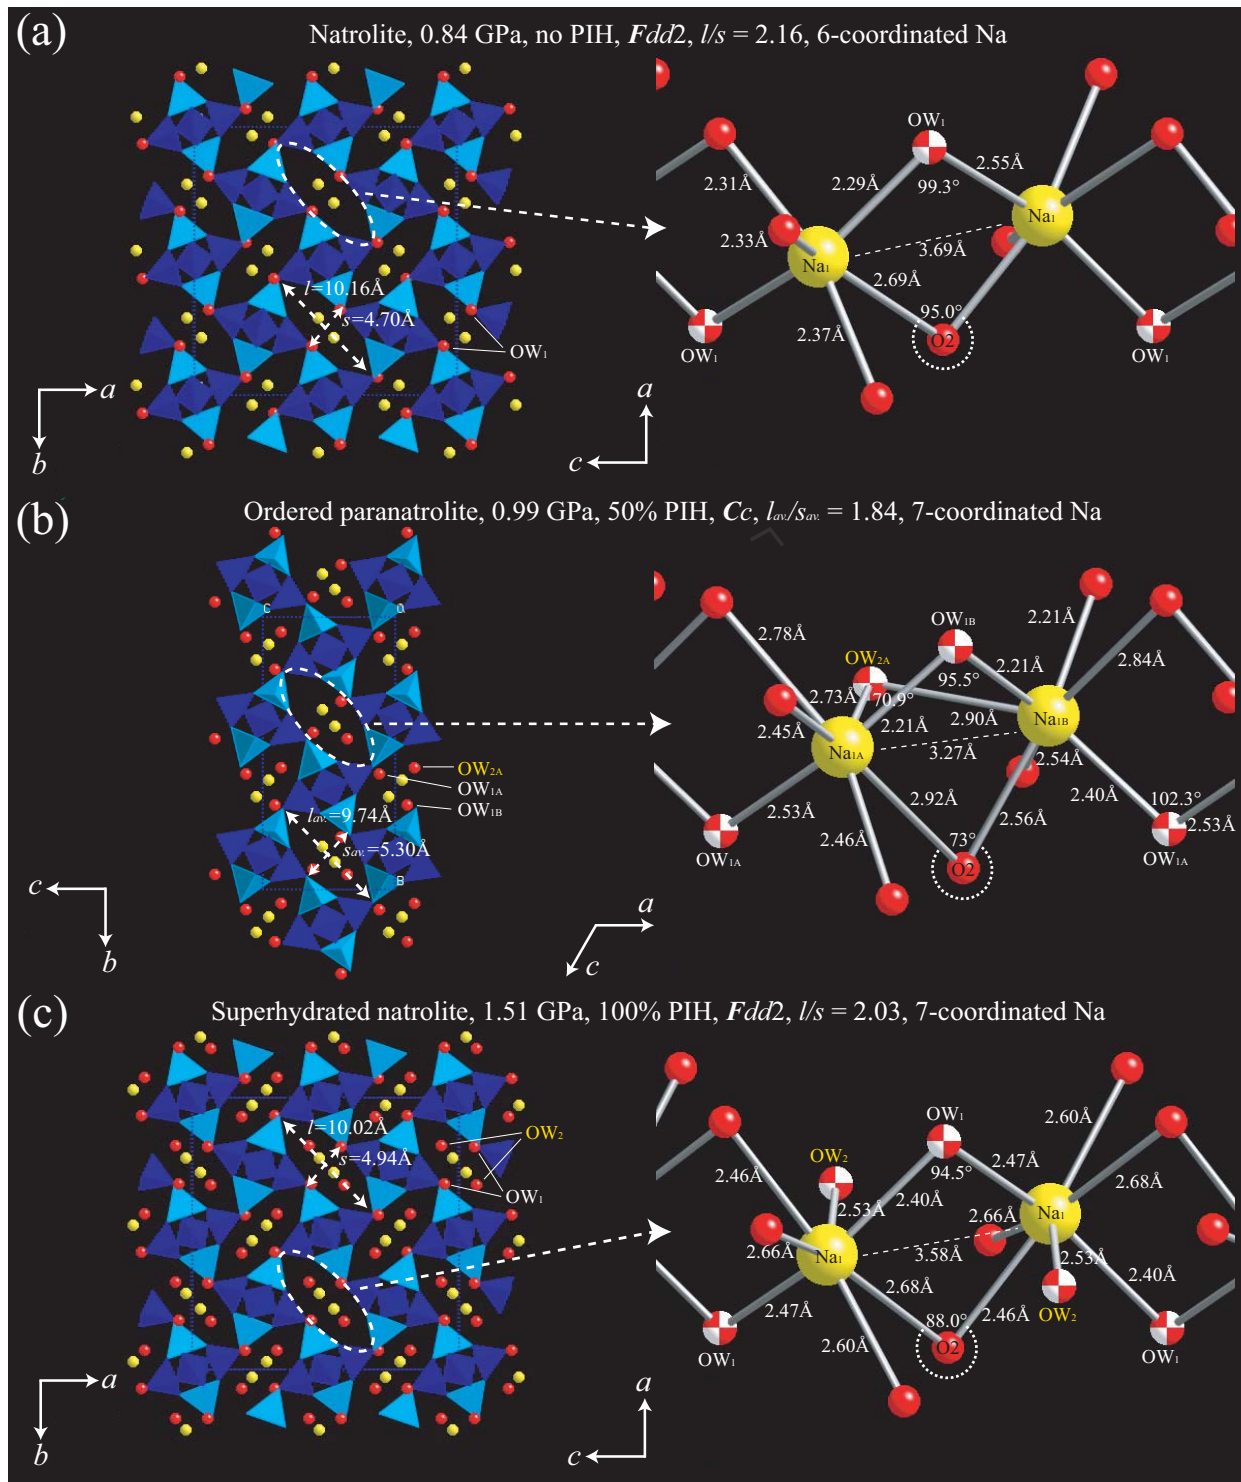 (a)
Natrolite, 0.84 GPa, no PIH, Fdd2, l/s = 2.16, 6-coordinated Na
l=10.16Å
s=4.70Å
OW1
a
b
OW1
2.31Å
2.29Å
99.3°
2.55Å
2.33Å
Na1
Na1
3.69Å
2.69Å
2.37Å
95.0°
O2
OW1
OW1
a
c
(b)
Ordered paranatrolite, 0.99 GPa, 50% PIH, Cc, lav./sav. = 1.84, 7-coordinated Na
C
OW2A
OW1A
OW1B
lav.=9.74Å
sav.=5.30Å
B
c
b
OW1B
2.78Å
OW2A
95.5°
2.21Å
2.21Å
2.84Å
2.73Å
70.9°
2.45Å
2.21Å
2.90Å
Na1A
Na1B
3.27Å
2.54Å
2.53Å
2.92Å
2.40Å
102.3°
2.56Å
2.53Å
OW1A
2.46Å
73°
O2
OW1A
a
c
(c)
Superhydrated natrolite, 1.51 GPa, 100% PIH, Fdd2, l/s = 2.03, 7-coordinated Na
l=10.02Å
s=4.94Å
OW2
OW1
a
b
OW1
2.60Å
OW2
94.5°
2.47Å
2.46Å
2.40Å
2.68Å
2.53Å
2.66Å
Na1
2.66Å
Na1
3.58Å
2.53Å
2.68Å
2.40Å
2.47Å
88.0°
2.46Å
OW2
OW1
2.60Å
O2
OW1
a
c